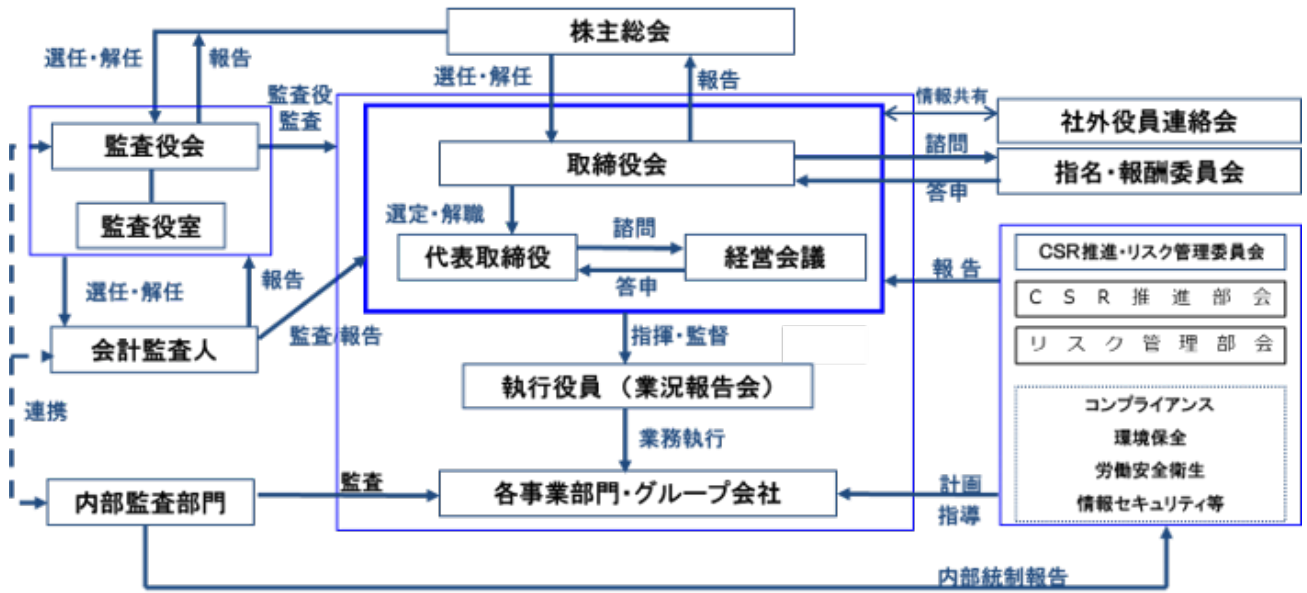 株主総会
選任・解任
報告
選任・解任
報告
監査役
監査
情報共有
社外役員連絡会
監査役会
取締役会
諮問
指名・報酬委員会
答申
監査役室
選定・解職
代表取締役
諮問
経営会議
答申
CSR推進・リスク管理委員会
報告
選任・解任
報告
CSR推進部会
会計監査人
監査/報告
指揮・監督
リスク管理部会
執行役員（業況報告会）
連携
業務執行
コンプライアンス
環境保全
労働安全衛生
情報セキュリティ等
内部監査部門
監査
各事業部門・グループ会社
計画
指導
内部統制報告